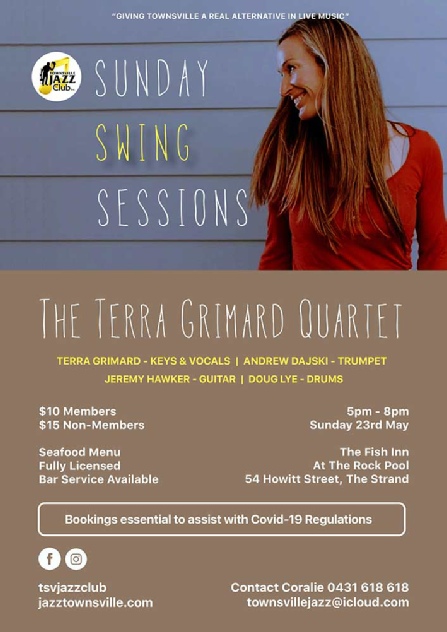 "GIVING TOWNSVILLE A REAL ALTERNATIVE IN LIVE MUSIC"
TOWNSVILLE
JAZZ
Club
SUNDAY
SWING
SESSIONS
THE TERRA GRIMARD QUARTET
TERRA GRIMARD - KEYS & VOCALS | ANDREW DAJSKI - TRUMPET
JEREMY HAWKER - GUITAR | DOUG LYE - DRUMS
$10 Members
$15 Non-Members
5pm - 8pm
Sunday 23rd May
Seafood Menu
Fully Licensed
Bar Service Available
The Fish Inn
At The Rock Pool
54 Howitt Street, The Strand
Bookings essential to assist with Covid-19 Regulations
tsvjazzclub
jazztownsville.com
Contact Coralie 0431 618 618
townsvillejazz@icloud.com